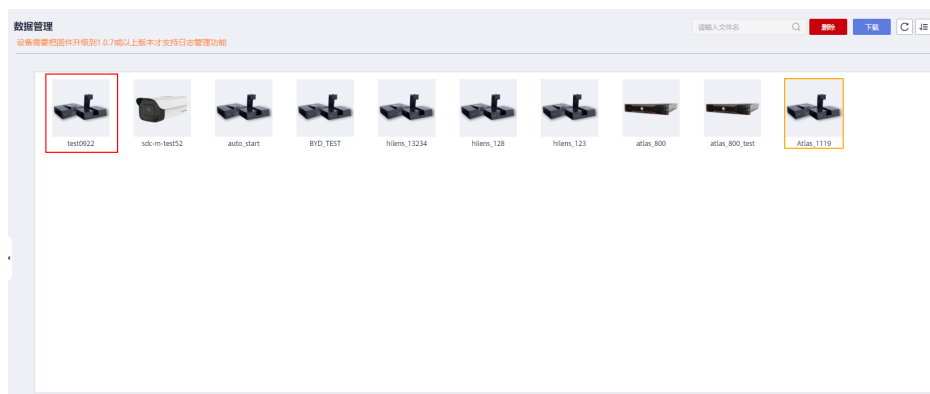 数据管理
请输入文件名 删除 下载
设备需要把固件升级到1.0.7或以上版本才支持日志管理功能
test0922 sdc-m-test52 auto_start BYD_TEST hilens_13234 hilens_128 hilens_123 atlas_800 atlas_800_test Atlas_1119